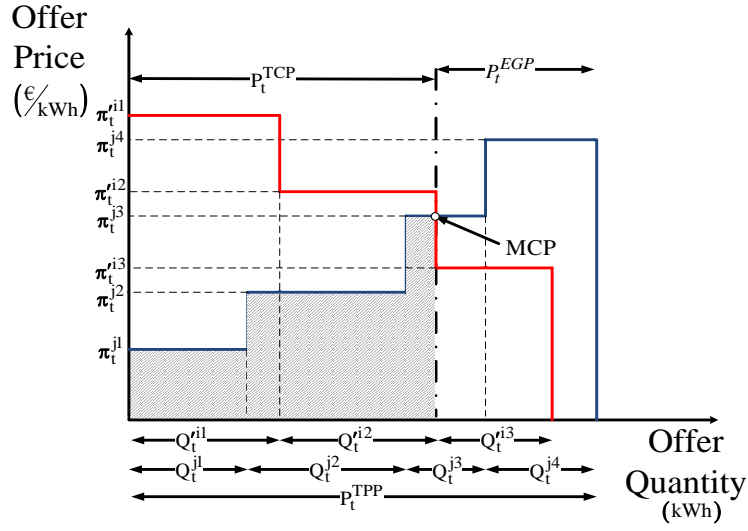 Offer
Price
(€/kWh)
P_t^TCP
P_t^EGP
π'_t^i1
π_t^j4
π'_t^i2
π_t^j3
MCP
π'_t^i3
π_t^j2
π_t^j1
Q'_t^i1 Q'_t^i2 Q'_t^i3
Q_t^j1 Q_t^j2 Q_t^j3 Q_t^j4
P_t^TPP
Offer
Quantity
(kWh)